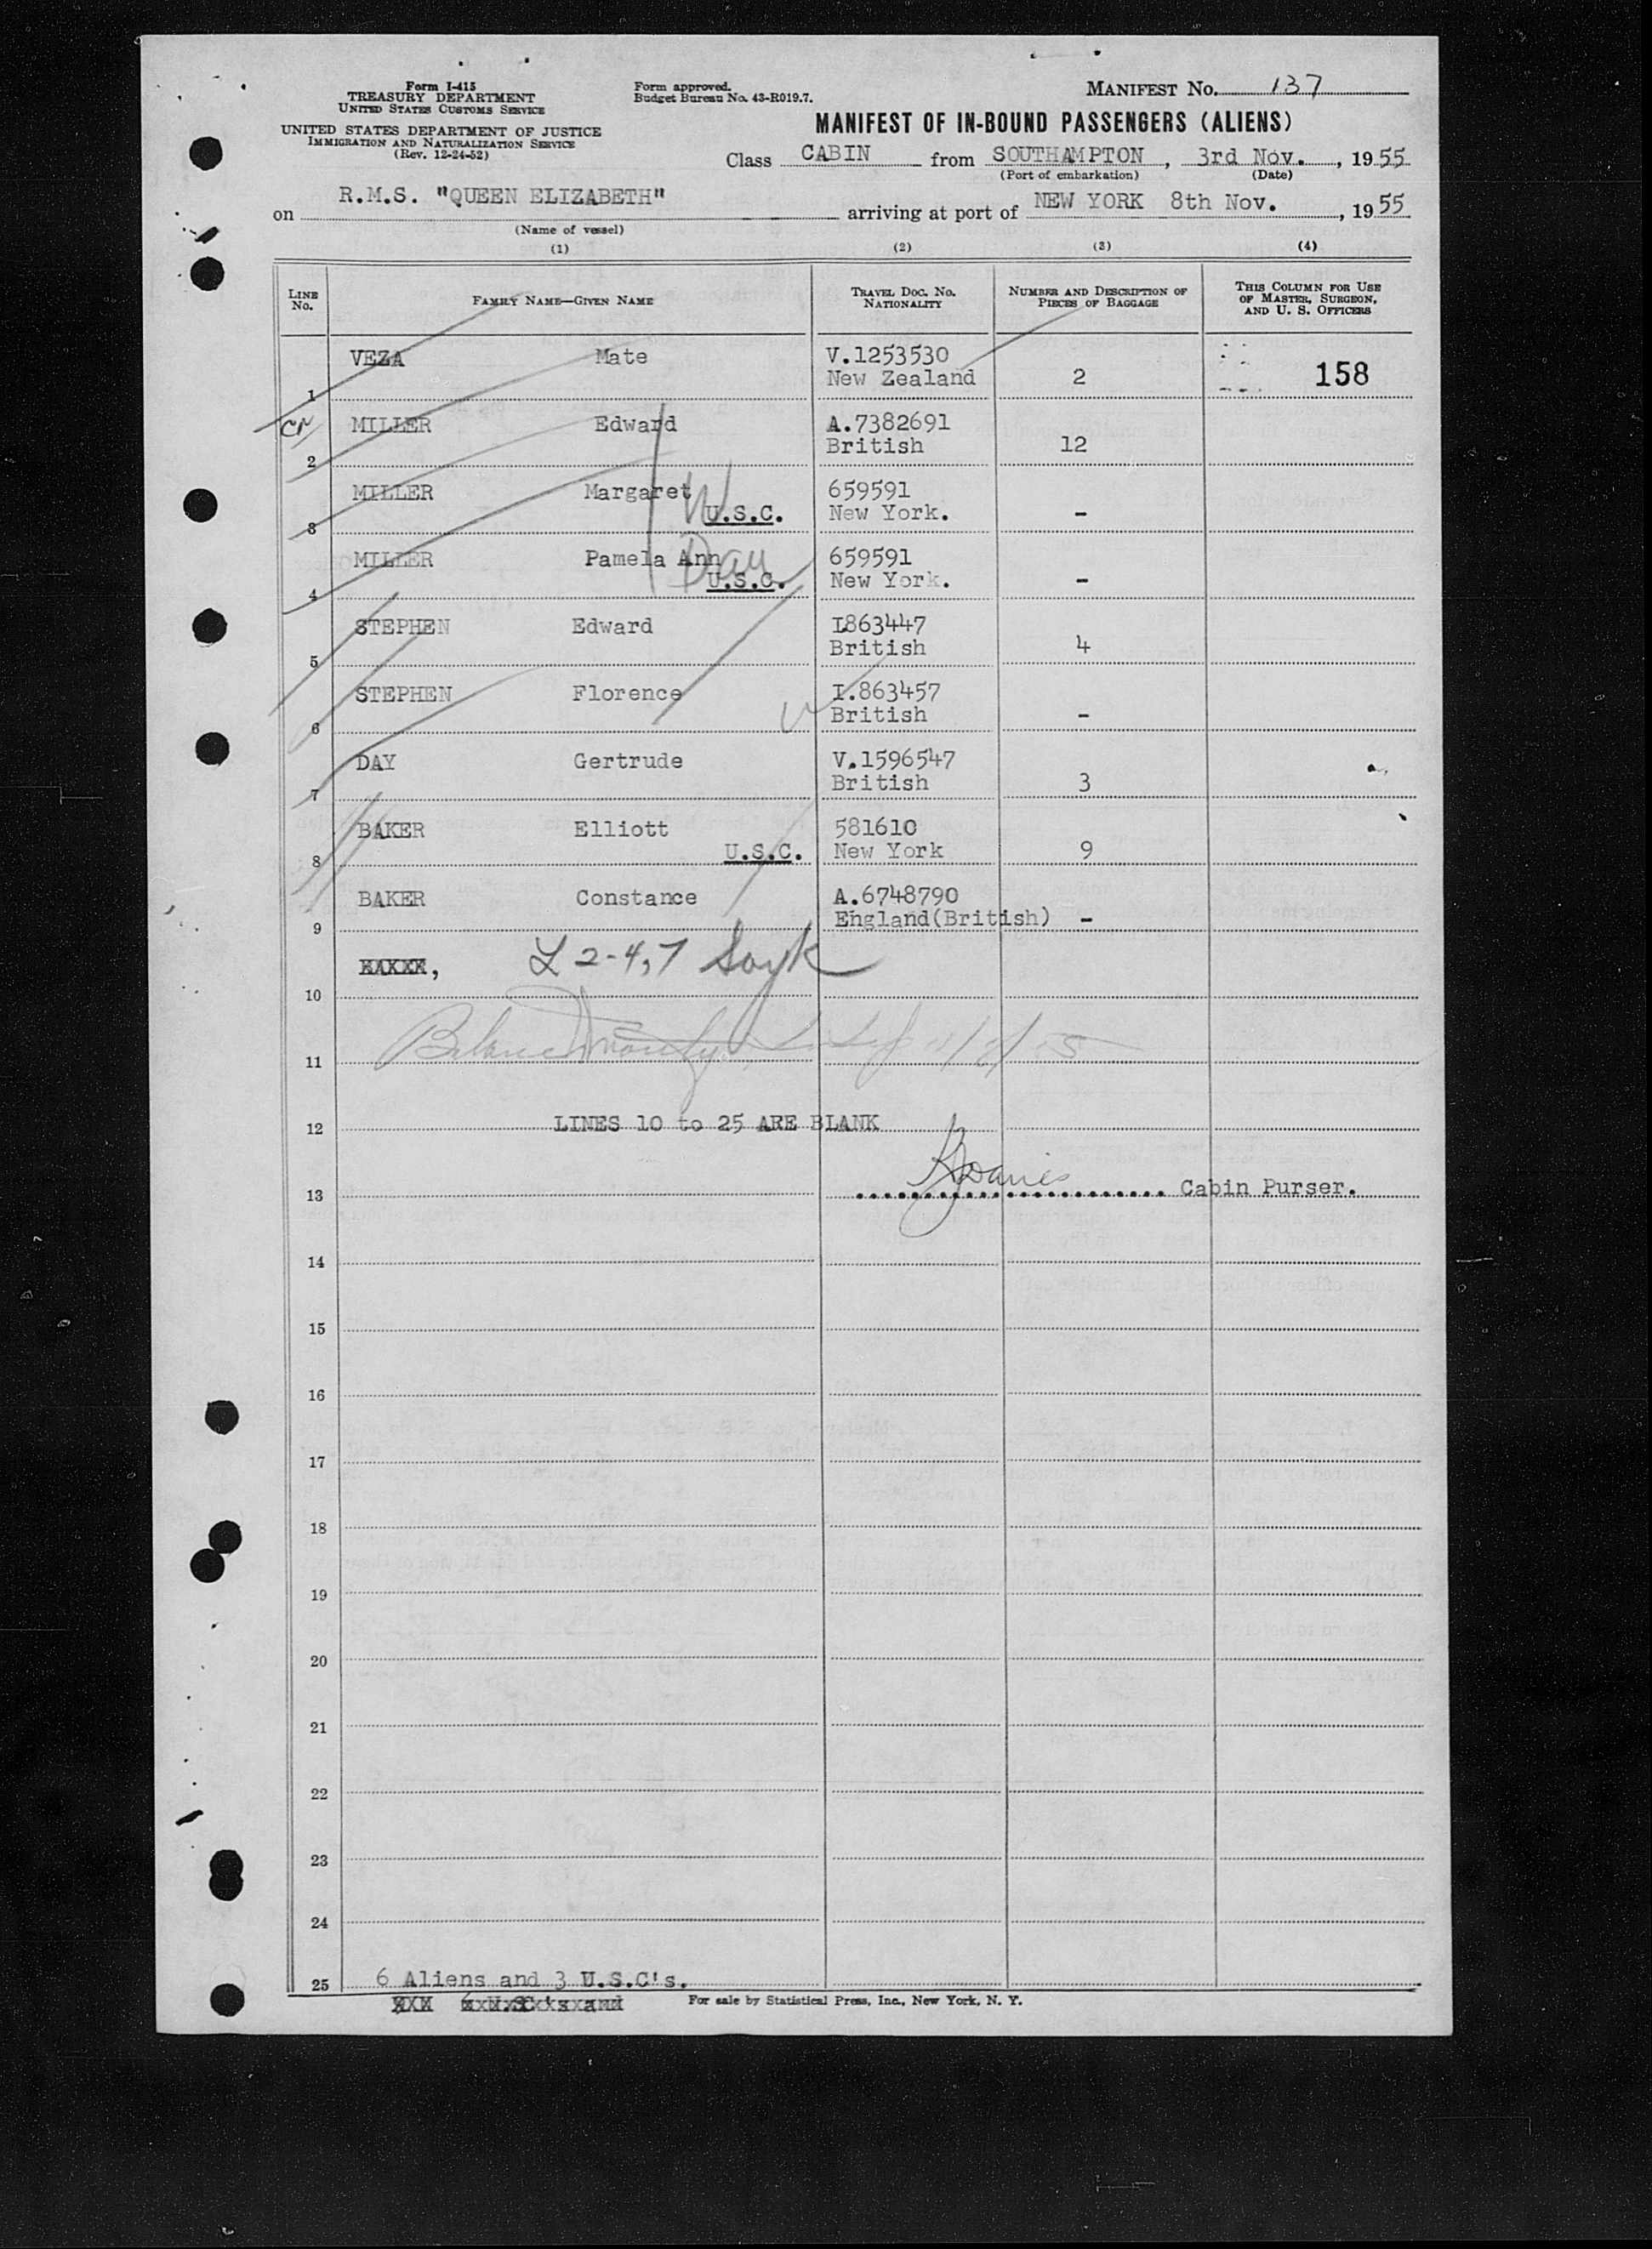 Form I-415
TREASURY DEPARTMENT
UNITED STATES CUSTOMS SERVICE
UNITED STATES DEPARTMENT OF JUSTICE
IMMIGRATION AND NATURALIZATION SERVICE
(Rev. 12-24-52)
Form approved.
Budget Bureau No. 43-R019.7.
MANIFEST No. 137
MANIFEST OF IN-BOUND PASSENGERS (ALIENS)
Class CABIN from SOUTHAMPTON, 3rd Nov., 1955
(Port of embarkation) (Date)
on R.M.S. "QUEEN ELIZABETH" arriving at port of NEW YORK 8th Nov., 1955
(Name of vessel)
(1) (2) (3) (4)
LINE No. FAMILY NAME—GIVEN NAME TRAVEL DOC. NO. NATIONALITY NUMBER AND DESCRIPTION OF PIECES OF BAGGAGE THIS COLUMN FOR USE OF MASTER, SURGEON, AND U. S. OFFICERS
VEZA Mate V.1253530
1 New Zealand 2 158
MILLER Edward A.7382691
2 British 12
MILLER Margaret 659591
3 U.S.C. New York. -
MILLER Pamela Ann 659591
4 U.S.C. New York. -
STEPHEN Edward I863447
5 British 4
STEPHEN Florence I.863457
6 British -
DAY Gertrude V.1596547
7 British 3
BAKER Elliott 581610
8 U.S.C. New York 9
BAKER Constance A.6748790
9 England(British) -
L 2-4,7
10
11
12 LINES 10 to 25 ARE BLANK
13 Cabin Purser.
14
15
16
17
18
19
20
21
22
23
24
25 6 Aliens and 3 U.S.C's.
For sale by Statistical Press, Inc., New York, N. Y.